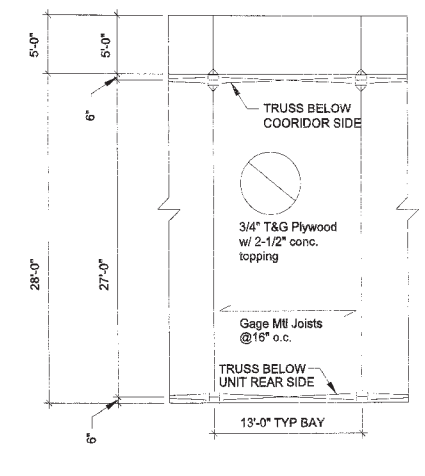 5'-0"
5'-0"
6"
TRUSS BELOW
COORIDOR SIDE
3/4" T&G Plywood
w/ 2-1/2" conc.
topping
28'-0"
27'-0"
Gage Mtl Joists
@16" o.c.
TRUSS BELOW
UNIT REAR SIDE
6"
13'-0" TYP BAY